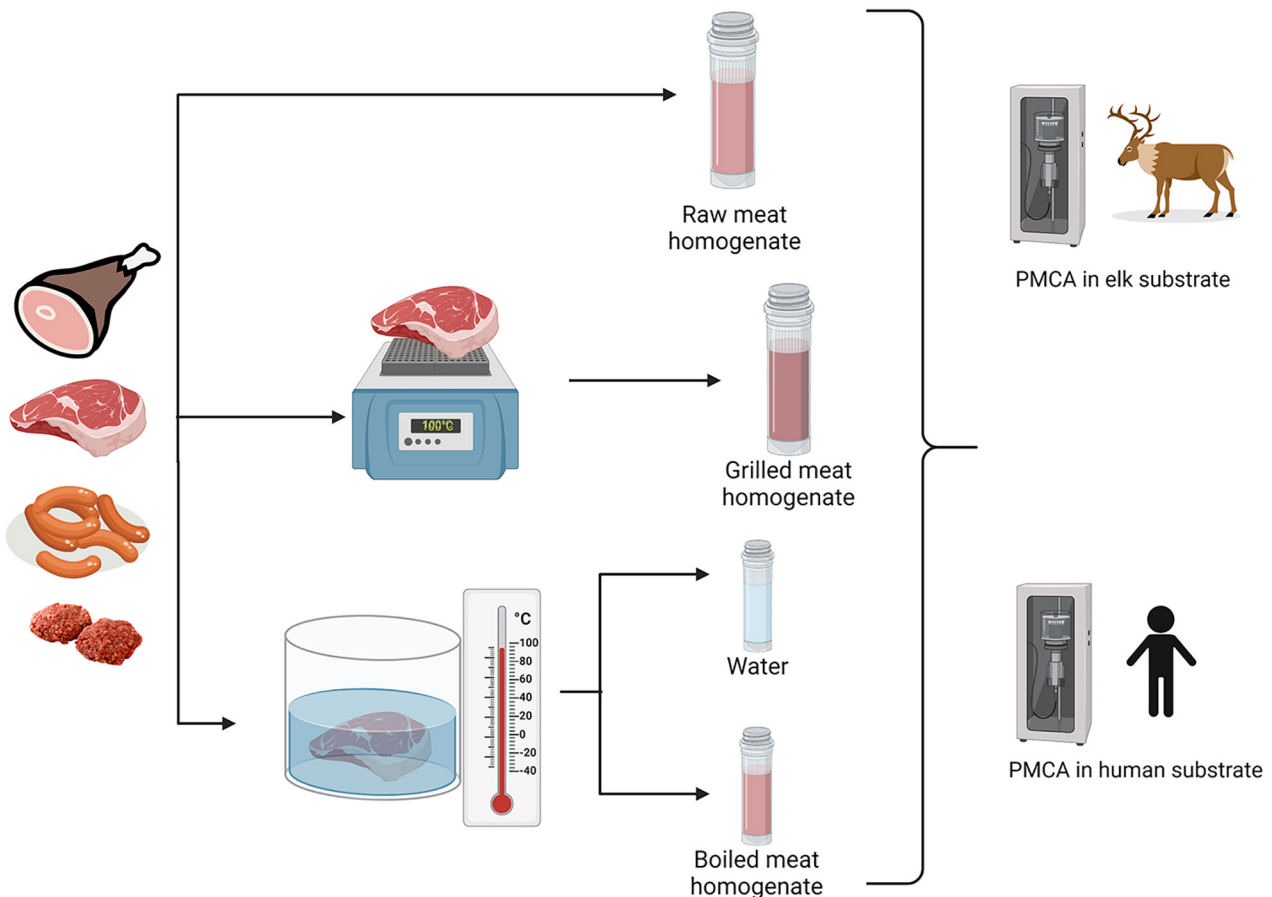 Raw meat
homogenate
PMCA in elk substrate
100°C
Grilled meat
homogenate
°C
100
80
60
40
20
0
-20
-40
Water
Boiled meat
homogenate
PMCA in human substrate